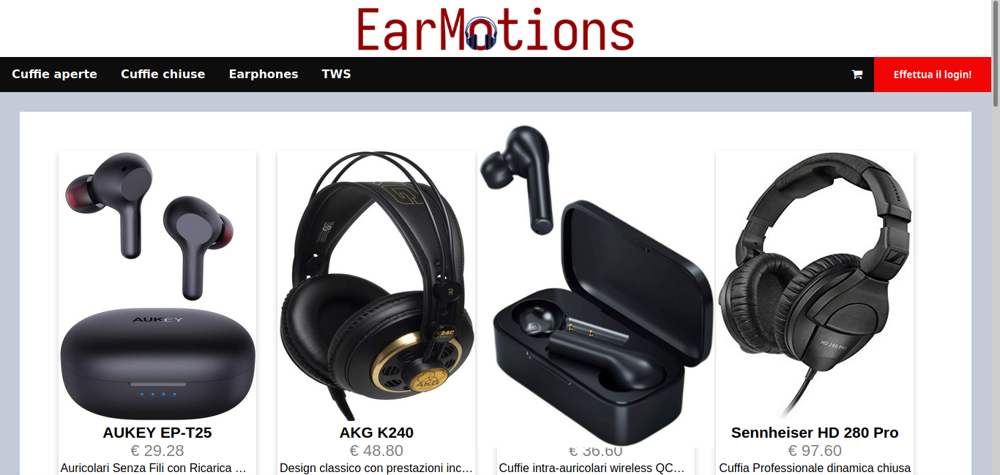 EarMotions
Cuffie aperte
Cuffie chiuse
Earphones
TWS
Effettua il login!
AUKEY
R
K240
AKG
HD 280 PRO
AUKEY EP-T25
AKG K240
Sennheiser HD 280 Pro
€ 29.28
€ 48.80
€ 36.60
€ 97.60
Auricolari Senza Fili con Ricarica ...
Design classico con prestazioni inc...
Cuffie intra-auricolari wireless QC...
Cuffia Professionale dinamica chiusa